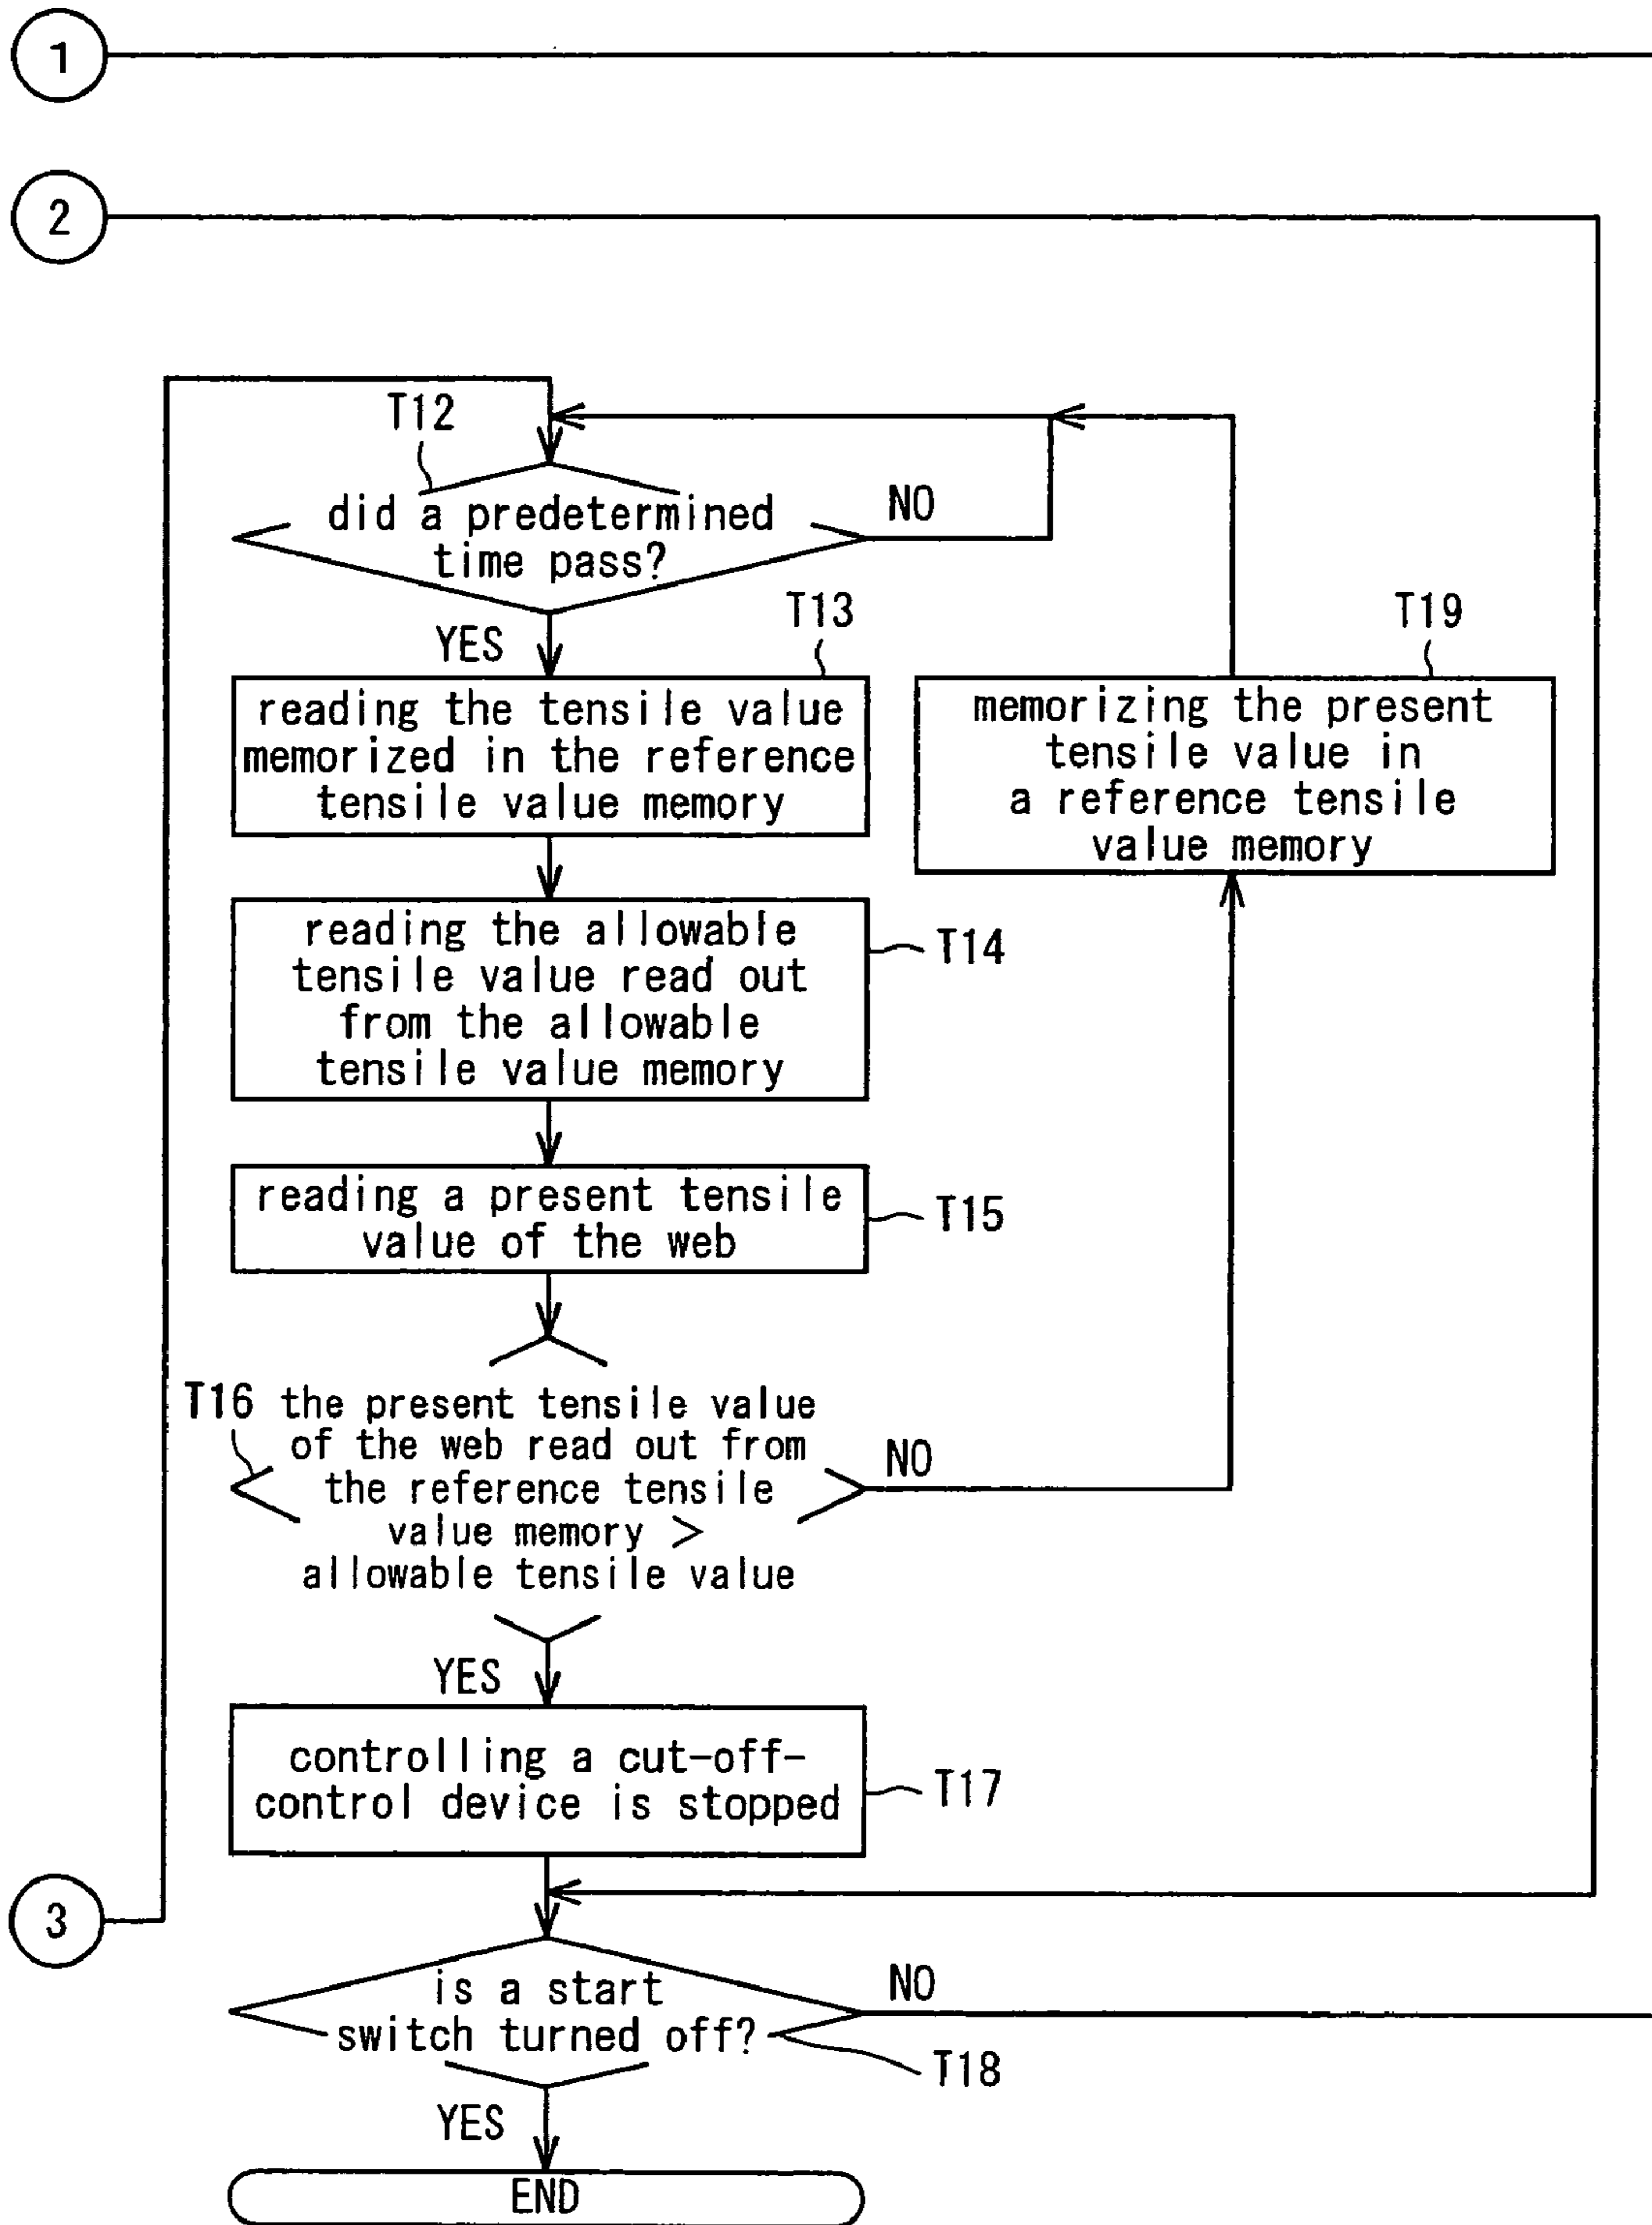 1
2
T12
did a predetermined
time pass?
NO
YES
T13
reading the tensile value
memorized in the reference
tensile value memory
T19
memorizing the present
tensile value in
a reference tensile
value memory
reading the allowable
tensile value read out
from the allowable
tensile value memory
T14
reading a present tensile
value of the web
T15
T16 the present tensile value
of the web read out from
the reference tensile
value memory >
allowable tensile value
NO
YES
controlling a cut-off-
control device is stopped
T17
3
is a start
switch turned off?
NO
T18
YES
END